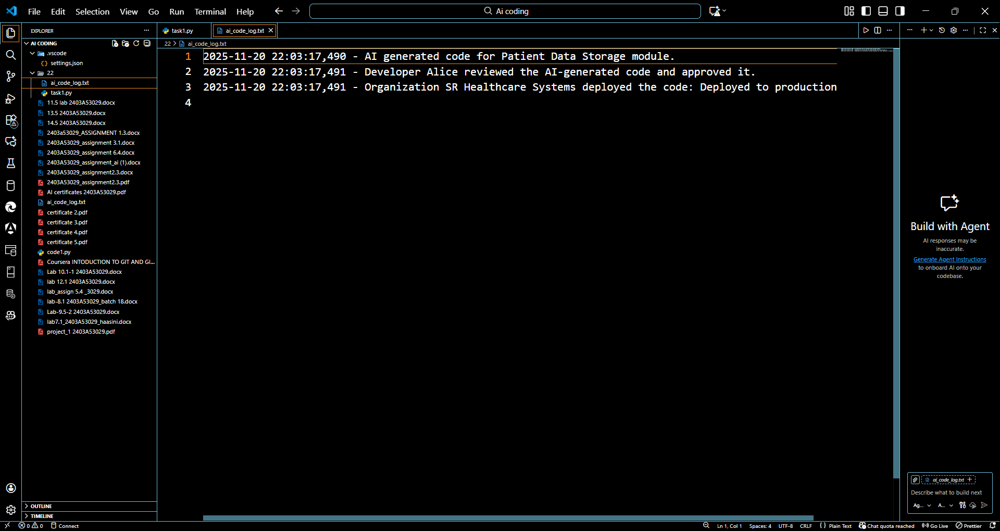 File Edit Selection View Go Run Terminal Help
Ai coding
EXPLORER
AI CODING
.vscode
settings.json
22
ai_code_log.txt
task1.py
11.5 lab 2403A53029.docx
13.5 2403A53029.docx
14.5 2403A53029.docx
2403a53029_ASSIGNMENT 1.3.docx
2403A53029_assignment 3.1.docx
2403A53029_assignment 6.4.docx
2403A53029_assignment_ai (1).docx
2403A53029_assignment2.3.docx
2403A53029_assignment2.3.pdf
AI certificates 2403A53029.pdf
ai_code_log.txt
certificate 2.pdf
certificate 3.pdf
certificate 4.pdf
certificate 5.pdf
code1.py
Coursera INTODUCTION TO GIT AND GI...
Lab 10.1-1 2403A53029.docx
lab 12.1 2403A53029.docx
lab_assign 5.4 _3029.docx
lab-8.1 2403A53029_batch 18.docx
Lab-9.5-2 2403A53029.docx
lab7.1_2403A53029_haasini.docx
project_1 2403A53029.pdf
OUTLINE
TIMELINE
task1.py
ai_code_log.txt
22 > ai_code_log.txt
1 2025-11-20 22:03:17,490 - AI generated code for Patient Data Storage module.
2 2025-11-20 22:03:17,491 - Developer Alice reviewed the AI-generated code and approved it.
3 2025-11-20 22:03:17,491 - Organization SR Healthcare Systems deployed the code: Deployed to production
4
Build with Agent
AI responses may be
inaccurate.
Generate Agent Instructions
to onboard AI onto your
codebase.
ai_code_log.txt
Describe what to build next
Ag... A...
0 0 Connect
Ln 1, Col 1 Spaces: 4 UTF-8 CRLF {} Plain Text Chat quota reached Go Live Prettier